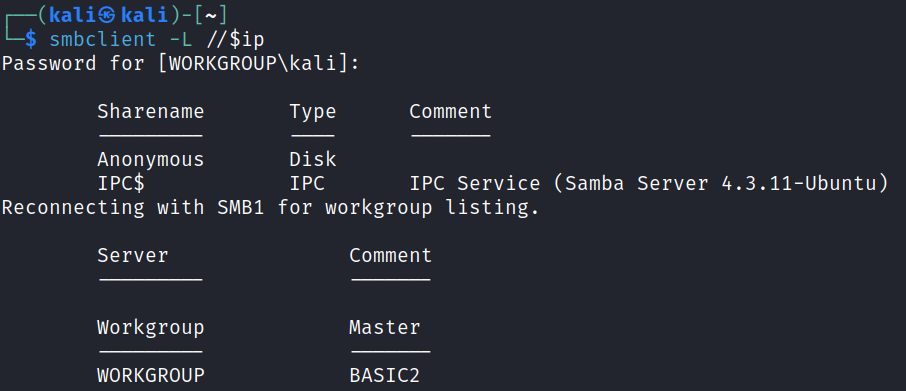 ┌──(kali㉿kali)-[~]
└─$ smbclient -L //$ip
Password for [WORKGROUP\kali]:
Sharename Type Comment
--------- ---- -------
Anonymous Disk
IPC$ IPC IPC Service (Samba Server 4.3.11-Ubuntu)
Reconnecting with SMB1 for workgroup listing.
Server Comment
--------- -------
Workgroup Master
--------- -------
WORKGROUP BASIC2